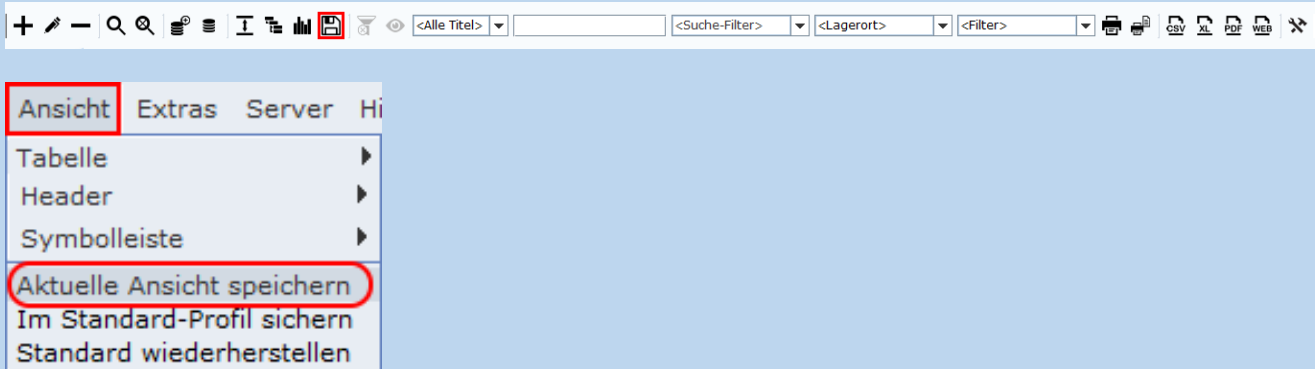 <Alle Titel> <Suche-Filter> <Lagerort> <Filter> CSV XL PDF WEB
Ansicht Extras Server Hi
Tabelle
Header
Symbolleiste
Aktuelle Ansicht speichern
Im Standard-Profil sichern
Standard wiederherstellen